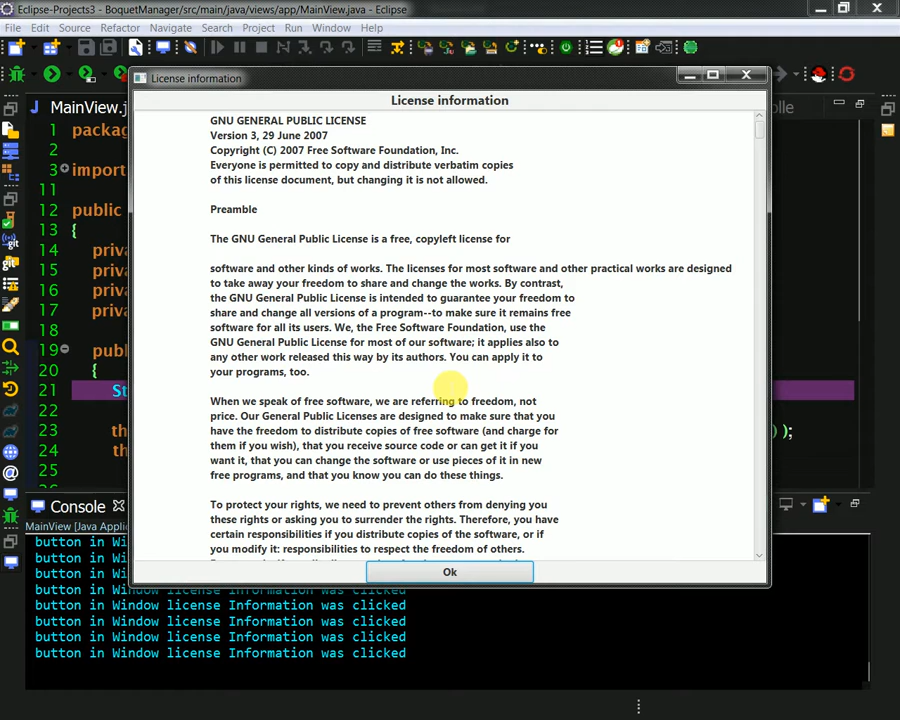 Eclipse-Projects3 - BoquetManager/src/main/java/views/app/MainView.java - Eclipse
File Edit Source Refactor Navigate Search Project Run Window Help
License information
MainView.j
License information
1 packag
2
3 import
11
12 public
13 {
14 priv
15 priv
16 priv
17 priv
18
19 publ
20 {
21 St
22
23 th );
24 th
25
GNU GENERAL PUBLIC LICENSE
Version 3, 29 June 2007
Copyright (C) 2007 Free Software Foundation, Inc.
Everyone is permitted to copy and distribute verbatim copies
of this license document, but changing it is not allowed.
Preamble
The GNU General Public License is a free, copyleft license for
software and other kinds of works. The licenses for most software and other practical works are designed
to take away your freedom to share and change the works. By contrast,
the GNU General Public License is intended to guarantee your freedom to
share and change all versions of a program--to make sure it remains free
software for all its users. We, the Free Software Foundation, use the
GNU General Public License for most of our software; it applies also to
any other work released this way by its authors. You can apply it to
your programs, too.
When we speak of free software, we are referring to freedom, not
price. Our General Public Licenses are designed to make sure that you
have the freedom to distribute copies of free software (and charge for
them if you wish), that you receive source code or can get it if you
want it, that you can change the software or use pieces of it in new
free programs, and that you know you can do these things.
To protect your rights, we need to prevent others from denying you
these rights or asking you to surrender the rights. Therefore, you have
certain responsibilities if you distribute copies of the software, or if
you modify it: responsibilities to respect the freedom of others.
Ok
Console
MainView [Java Applic
button in Wi
button in Wi
button in Wi
button in Window license Information was clicked
button in Window license Information was clicked
button in Window license Information was clicked
button in Window license Information was clicked
button in Window license Information was clicked